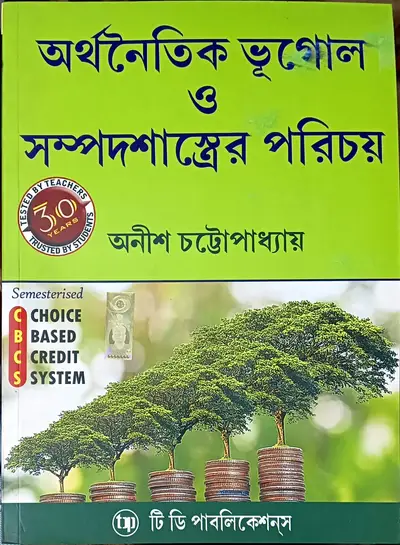 অর্থনৈতিক ভূগোল
ও
সম্পদশাস্ত্রের পরিচয়
TESTED BY TEACHERS
30
YEARS
TRUSTED BY STUDENTS
অনীশ চট্টোপাধ্যায়
Semesterised
C CHOICE
B BASED
C CREDIT
S SYSTEM
টি ডি পাবলিকেশন্‌স